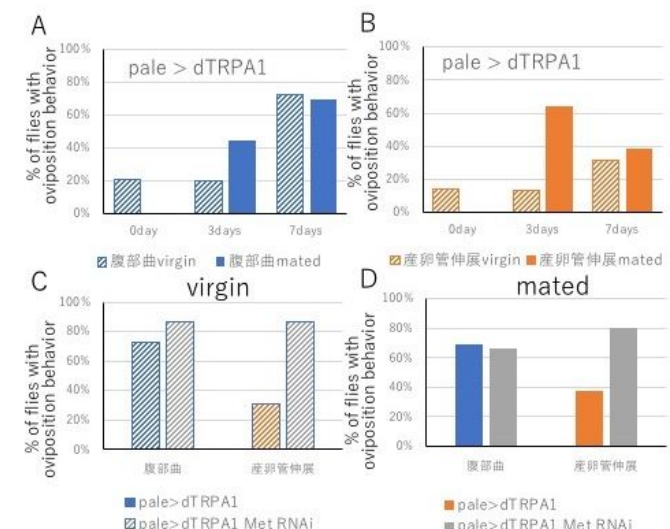 A
% of flies with
oviposition behavior
100%
80%
60%
40%
20%
0%
pale > dTRPA1
0day
3days
7days
腹部曲virgin
腹部曲mated
B
% of flies with
oviposition behavior
100%
80%
60%
40%
20%
0%
pale > dTRPA1
0day
3days
7days
産卵管伸展virgin
産卵管伸展mated
C
virgin
% of flies with
oviposition behavior
100%
80%
60%
40%
20%
0%
腹部曲
産卵管伸展
pale>dTRPA1
pale>dTRPA1 Met RNAi
D
mated
% of flies with
oviposition behavior
100%
80%
60%
40%
20%
0%
腹部曲
産卵管伸展
pale>dTRPA1
pale>dTRPA1 Met RNAi